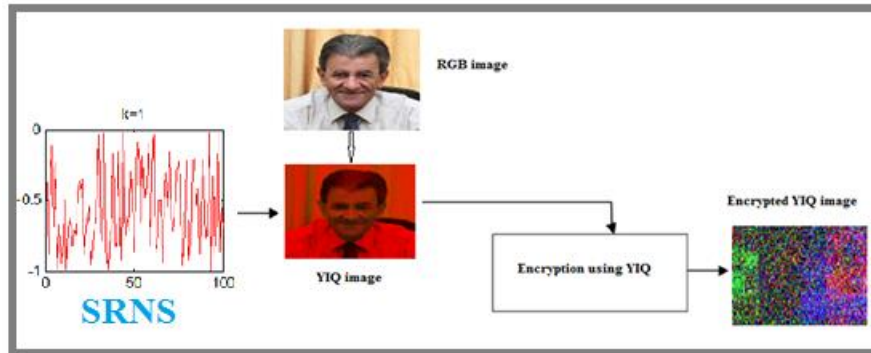 RGB image
k=1
0
-0.5
-1
0
50
100
SRNS
YIQ image
Encryption using YIQ
Encrypted YIQ image